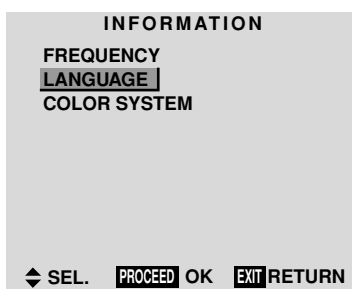 INFORMATION
FREQUENCY
LANGUAGE
COLOR SYSTEM
SEL. PROCEED OK EXIT RETURN